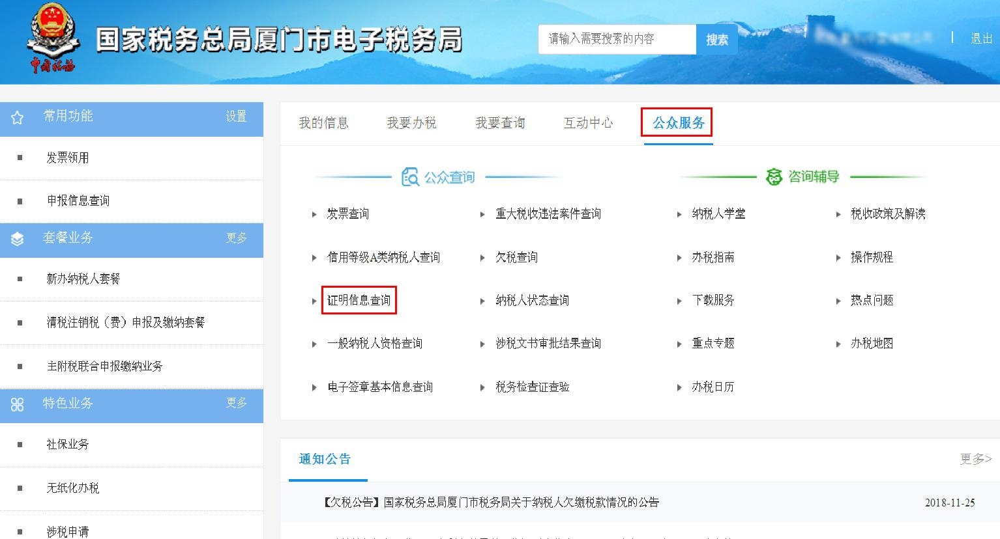 国家税务总局厦门市电子税务局
中国税务
请输入需要搜索的内容 搜索
退出
常用功能 设置
发票领用
申报信息查询
套餐业务 更多
新办纳税人套餐
清税注销税（费）申报及缴纳套餐
主附税联合申报缴纳业务
特色业务 更多
社保业务
无纸化办税
涉税申请
我的信息 我要办税 我要查询 互动中心 公众服务
公众查询
发票查询 重大税收违法案件查询
信用等级A类纳税人查询 欠税查询
证明信息查询 纳税人状态查询
一般纳税人资格查询 涉税文书审批结果查询
电子签章基本信息查询 税务检查证查验
咨询辅导
纳税人学堂 税收政策及解读
办税指南 操作规程
下载服务 热点问题
重点专题 办税地图
办税日历
通知公告 更多>
【欠税公告】国家税务总局厦门市税务局关于纳税人欠缴税款情况的公告 2018-11-25